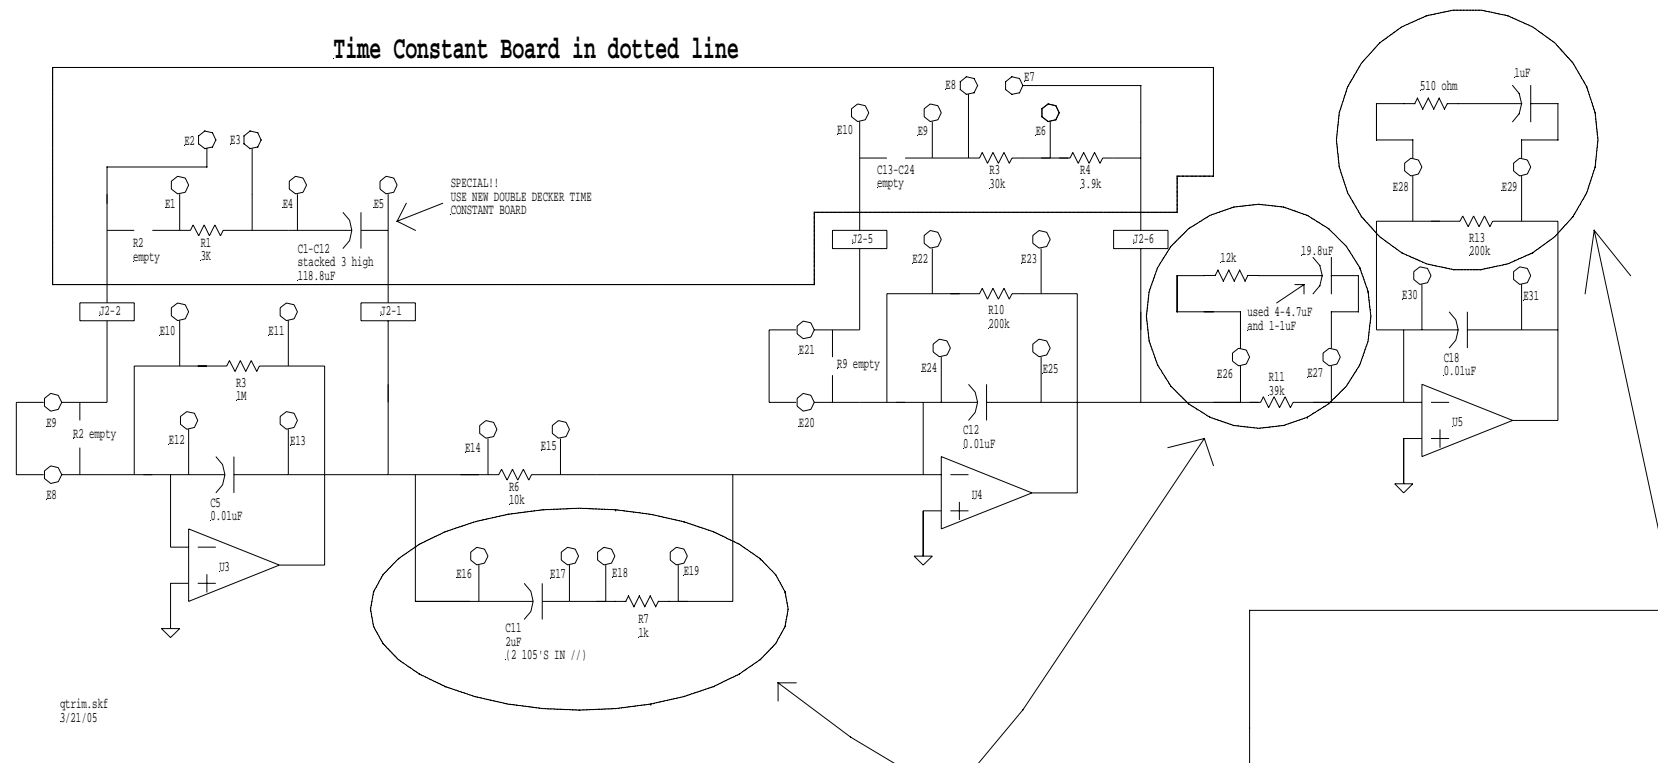 Time Constant Board in dotted line
E2
E3
E1
E4
E5
R2
empty
R1
3K
C1-C12
stacked 3 high
118.8uF
SPECIAL!!
USE NEW DOUBLE DECKER TIME
CONSTANT BOARD
E10
E9
E8
E7
E6
C13-C24
empty
R3
30k
R4
3.9k
J2-2
J2-1
J2-5
J2-6
E10
E11
R3
1M
E9
R2 empty
E8
E12
E13
C5
0.01uF
U3
E14
E15
R6
10k
E16
E17
E18
E19
C11
2uF
(2 105'S IN //)
R7
1k
E22
E23
R10
200k
E21
R9 empty
E20
E24
E25
C12
0.01uF
U4
12k
19.8uF
used 4-4.7uF
and 1-1uF
E26
E27
R11
39k
510 ohm
1uF
E28
E29
R13
200k
E30
E31
C18
0.01uF
U5
qtrim.skf
3/21/05